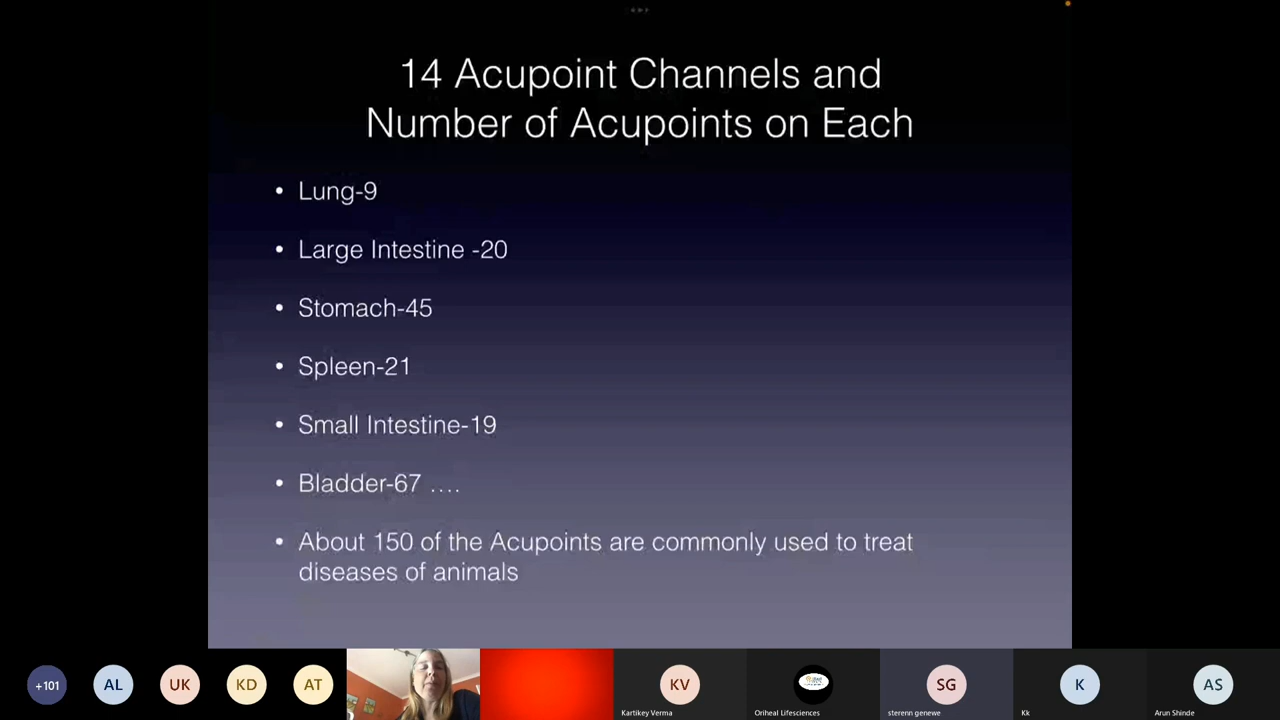 14 Acupoint Channels and
Number of Acupoints on Each
• Lung-9
• Large Intestine -20
• Stomach-45
• Spleen-21
• Small Intestine-19
• Bladder-67 ....
• About 150 of the Acupoints are commonly used to treat
diseases of animals
+101 AL UK KD AT KV SG K AS
Kartikey Verma Oriheal Lifesciences sterenn genewe Kk Arun Shinde